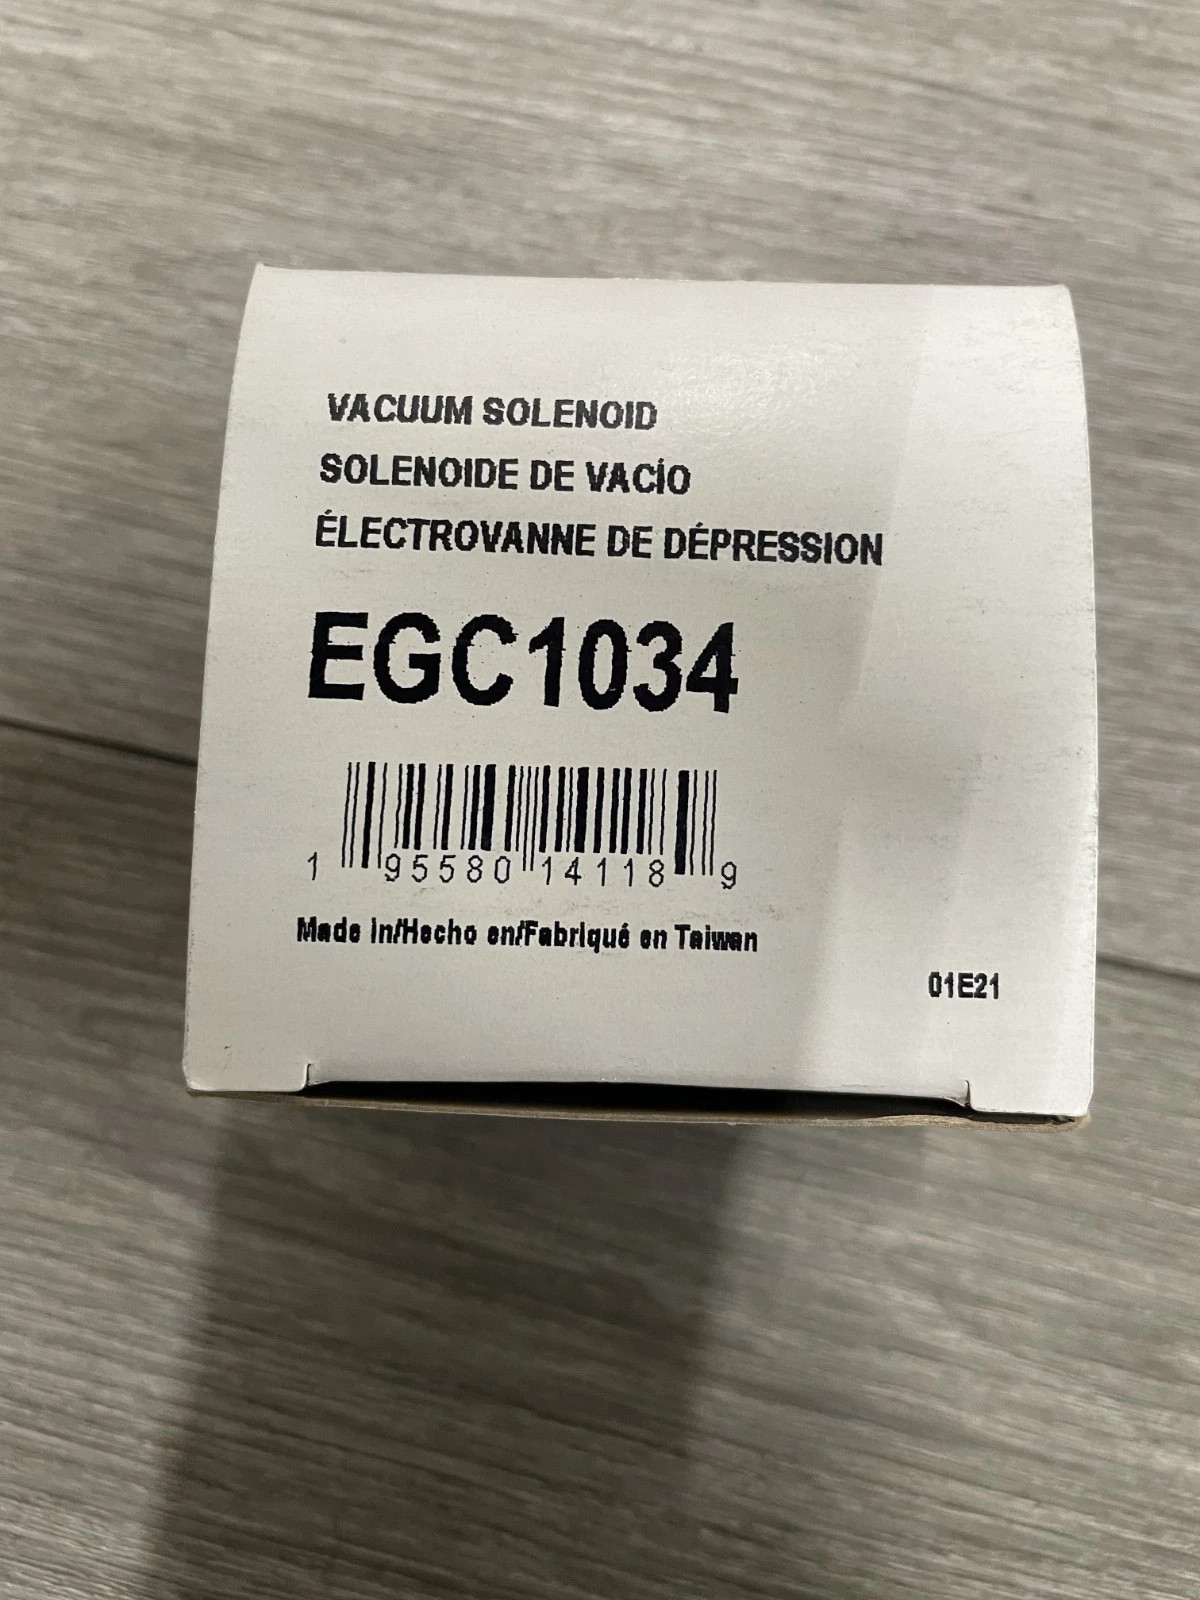 VACUUM SOLENOID
SOLENOIDE DE VACÍO
ÉLECTROVANNE DE DÉPRESSION
EGC1034
1 95580 14118 9
Made in/Hecho en/Fabriqué en Taiwan
01E21